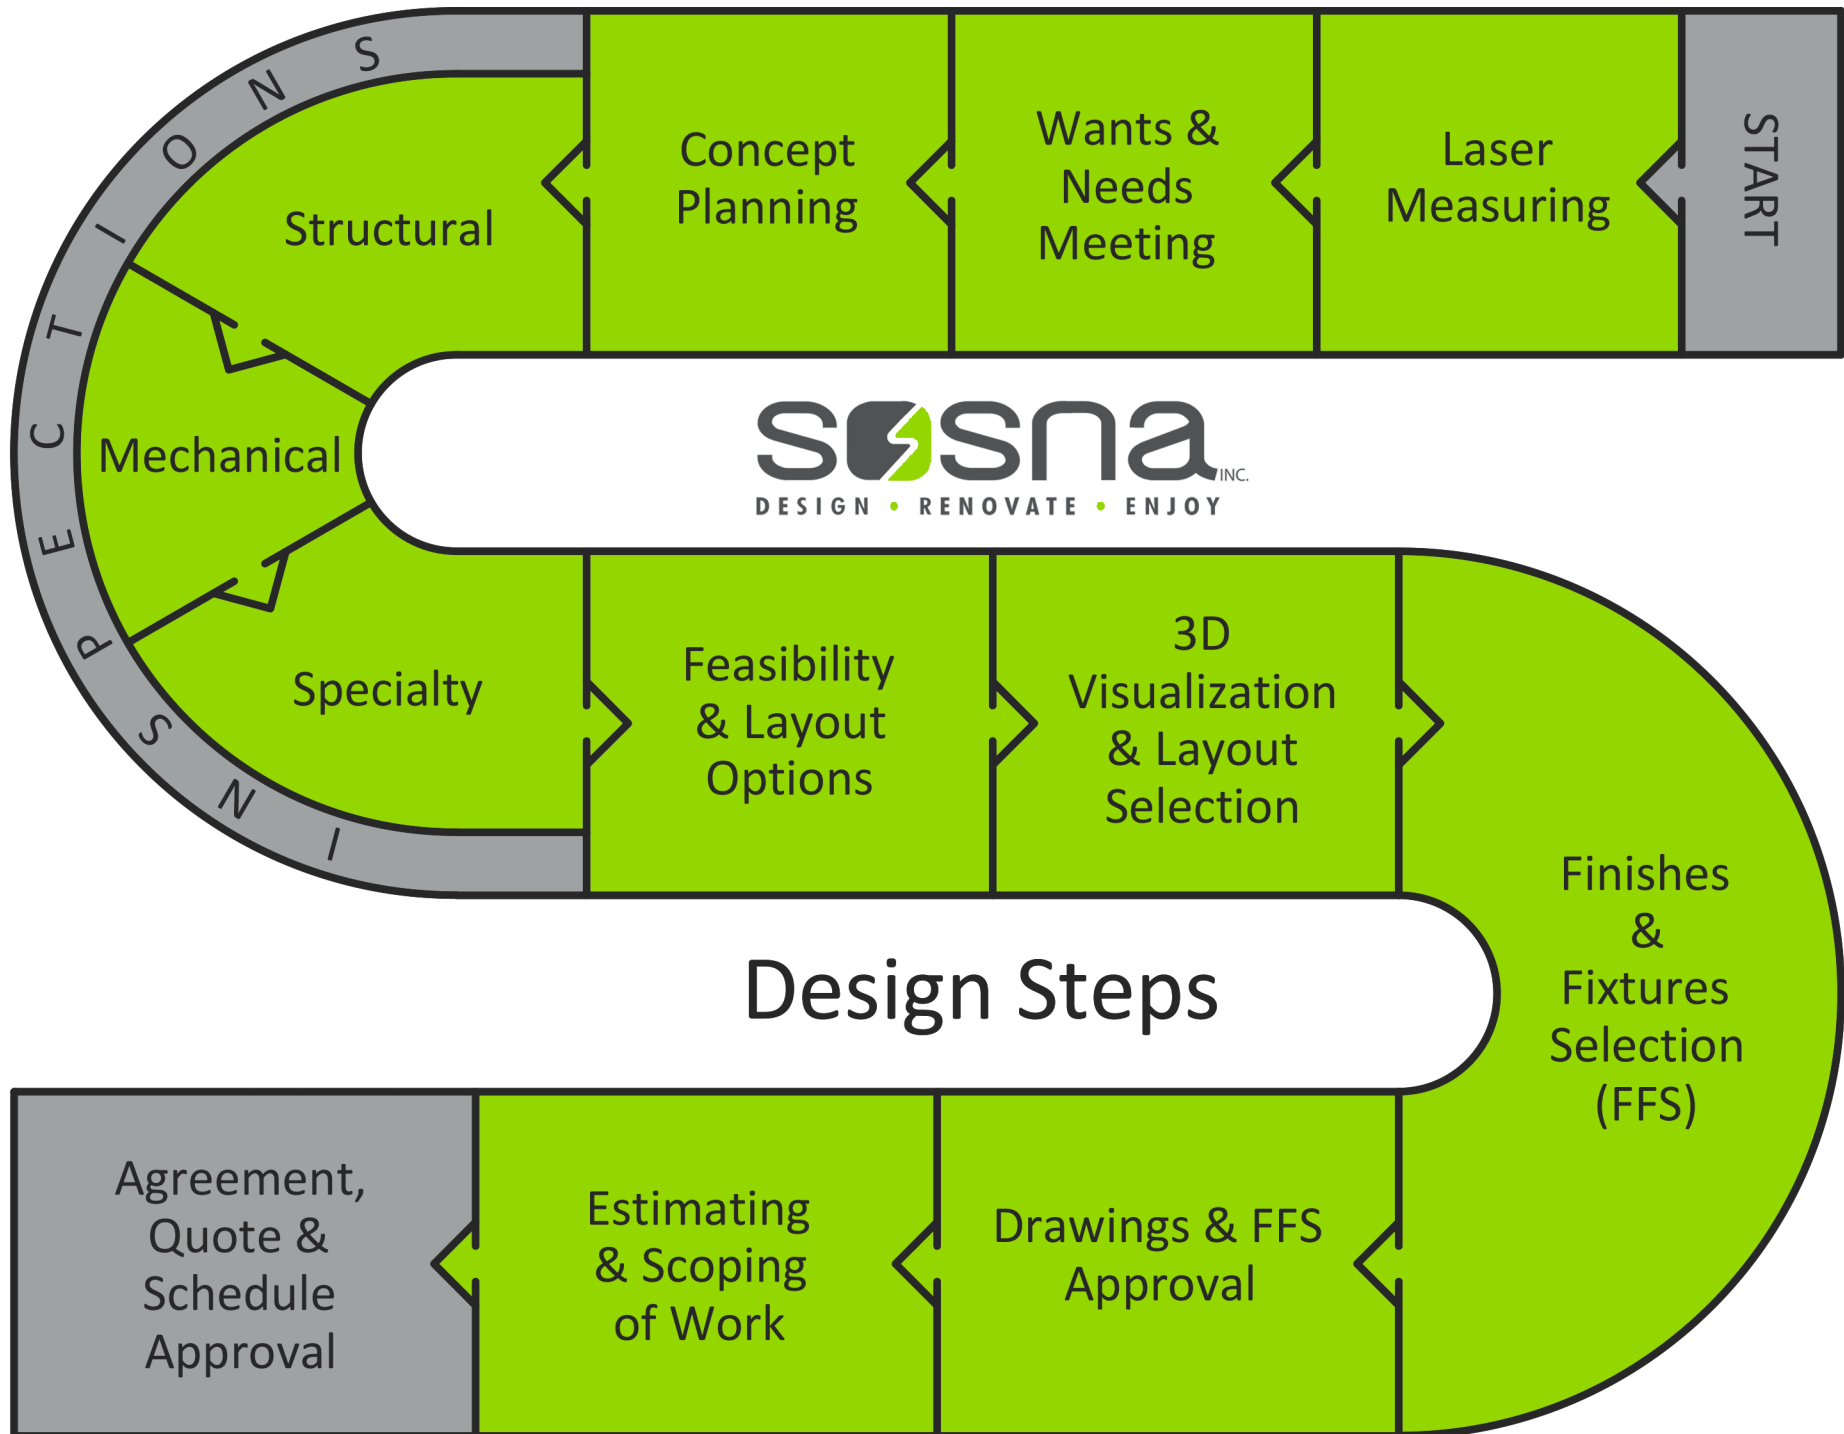 START
Laser
Measuring
Wants &
Needs
Meeting
Concept
Planning
INSPECTIONS
Structural
Mechanical
Specialty
sosna INC.
DESIGN • RENOVATE • ENJOY
Feasibility
& Layout
Options
3D
Visualization
& Layout
Selection
Finishes
&
Fixtures
Selection
(FFS)
Design Steps
Drawings & FFS
Approval
Estimating
& Scoping
of Work
Agreement,
Quote &
Schedule
Approval